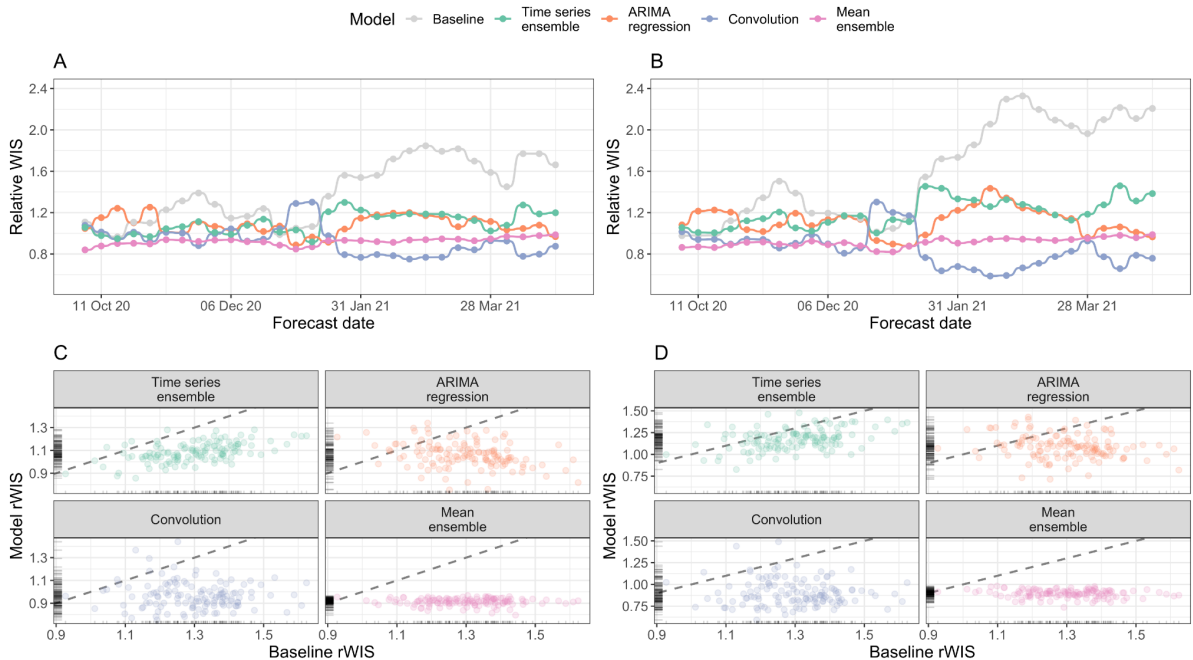 Model Baseline Time series ensemble ARIMA regression Convolution Mean ensemble
A
Relative WIS
2.4
2.0
1.6
1.2
0.8
11 Oct 20 06 Dec 20 31 Jan 21 28 Mar 21
Forecast date
B
Relative WIS
2.4
2.0
1.6
1.2
0.8
11 Oct 20 06 Dec 20 31 Jan 21 28 Mar 21
Forecast date
C
Model rWIS
Time series
ensemble
ARIMA
regression
1.3
1.1
0.9
Convolution
Mean
ensemble
1.3
1.1
0.9
0.9 1.1 1.3 1.5 0.9 1.1 1.3 1.5
Baseline rWIS
D
Model rWIS
Time series
ensemble
ARIMA
regression
1.50
1.25
1.00
0.75
Convolution
Mean
ensemble
1.50
1.25
1.00
0.75
0.9 1.1 1.3 1.5 0.9 1.1 1.3 1.5
Baseline rWIS